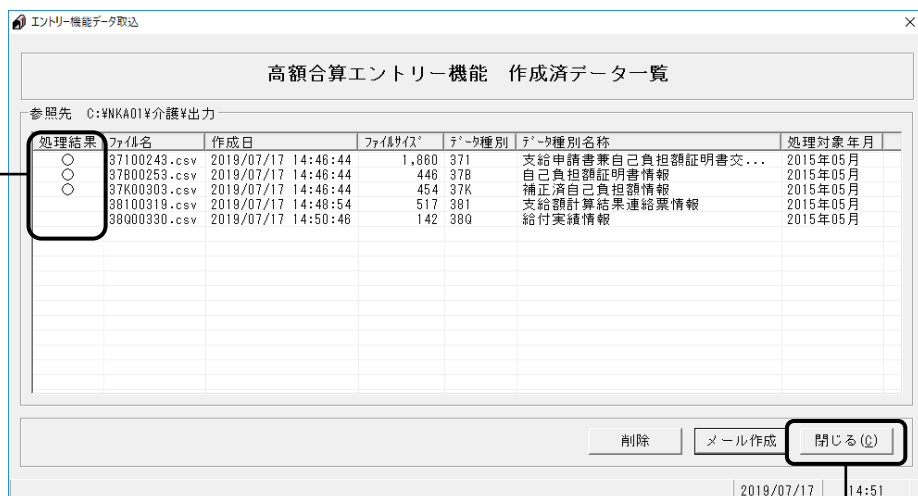 エントリー機能データ取込
高額合算エントリー機能 作成済データ一覧
参照先 C:¥NKA01¥介護¥出力
処理結果 ﾌｧｲﾙ名 作成日 ﾌｧｲﾙｻｲｽﾞ ﾃﾞｰﾀ種別 ﾃﾞｰﾀ種別名称 処理対象年月
○ 37100243.csv 2019/07/17 14:46:44 1,860 371 支給申請書兼自己負担額証明書交... 2015年05月
○ 37B00253.csv 2019/07/17 14:46:44 446 37B 自己負担額証明書情報 2015年05月
○ 37K00303.csv 2019/07/17 14:46:44 454 37K 補正済自己負担額情報 2015年05月
38100319.csv 2019/07/17 14:48:54 517 381 支給額計算結果連絡票情報 2015年05月
38Q00330.csv 2019/07/17 14:50:46 142 38Q 給付実績情報 2015年05月
削除 メール作成 閉じる(C)
2019/07/17 14:51